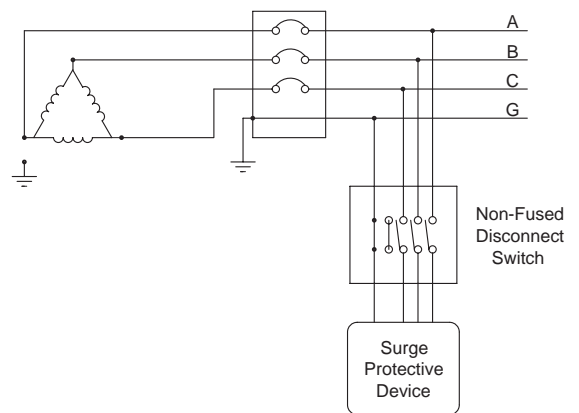 A
B
C
G
Non-Fused
Disconnect
Switch
Surge
Protective
Device